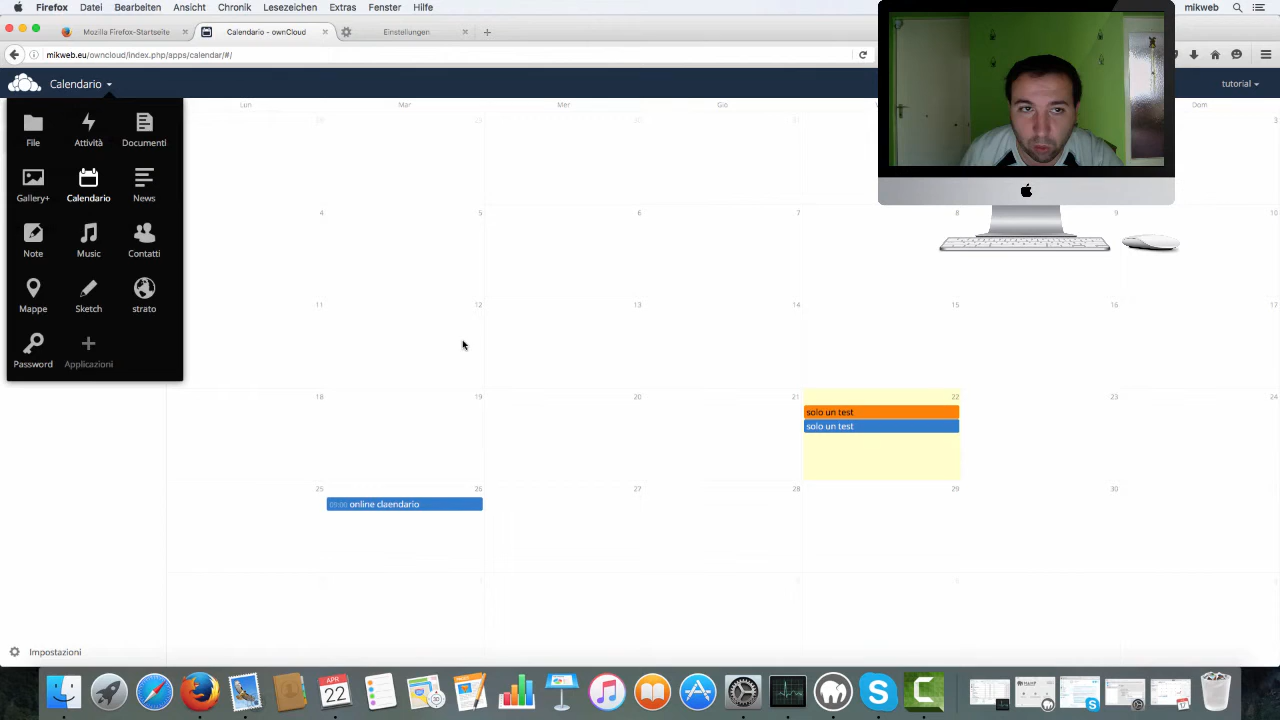 Firefox Datei Bearbeiten Ansicht Chronik Lesezeichen Extras Fenster Hilfe mikweb
Mozilla Firefox-Startseite Calendario - ownCloud Einstellungen
mikweb.eu/owncloud/index.php/apps/calendar/#/
Calendario tutorial
Lun Mar Mer Gio Dom
File Attività Documenti
Gallery+ Calendario News
Note Music Contatti
Mappe Sketch strato
Password Applicazioni
4 5 6 7 8 9 10
11 12 13 14 15 16 17
18 19 20 21 22 23 24
solo un test
solo un test
25 26 27 28 29 30
online claendario
Impostazioni
APR
22